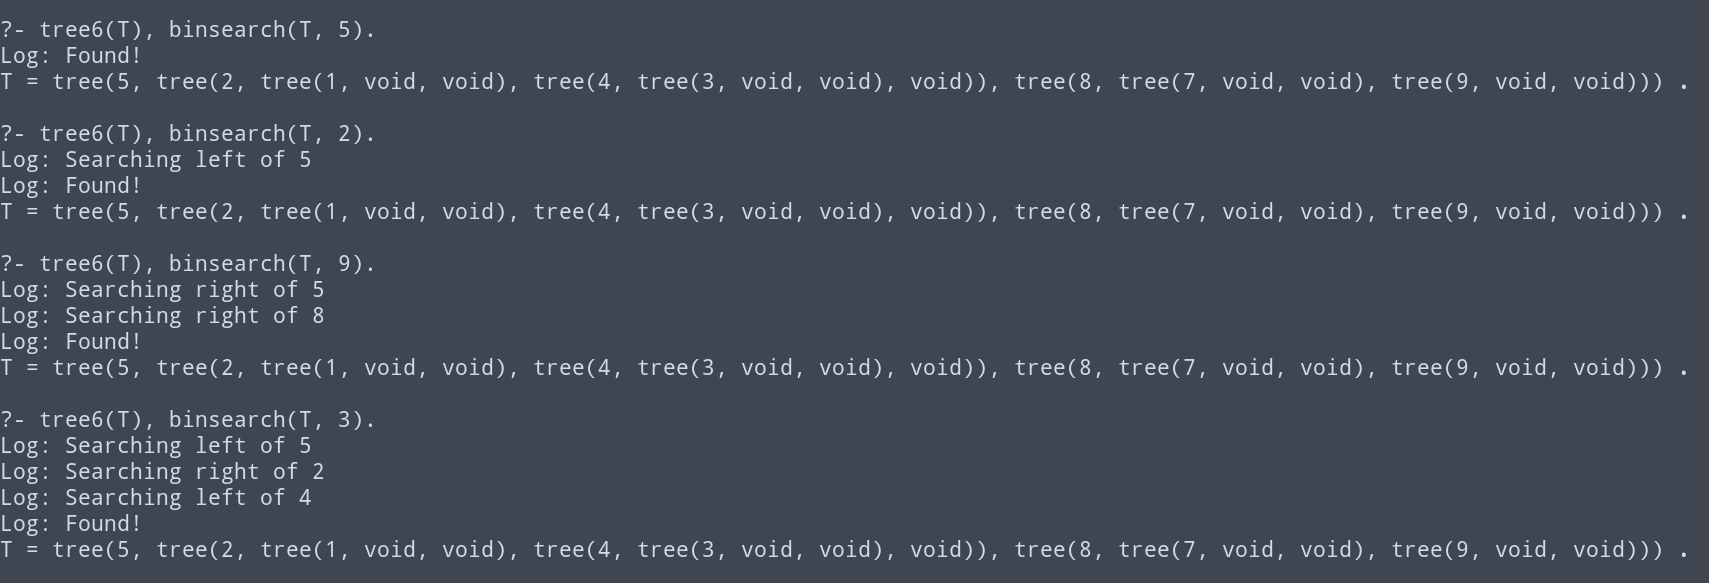 ?- tree6(T), binsearch(T, 5).
Log: Found!
T = tree(5, tree(2, tree(1, void, void), tree(4, tree(3, void, void), void)), tree(8, tree(7, void, void), tree(9, void, void))) .
?- tree6(T), binsearch(T, 2).
Log: Searching left of 5
Log: Found!
T = tree(5, tree(2, tree(1, void, void), tree(4, tree(3, void, void), void)), tree(8, tree(7, void, void), tree(9, void, void))) .
?- tree6(T), binsearch(T, 9).
Log: Searching right of 5
Log: Searching right of 8
Log: Found!
T = tree(5, tree(2, tree(1, void, void), tree(4, tree(3, void, void), void)), tree(8, tree(7, void, void), tree(9, void, void))) .
?- tree6(T), binsearch(T, 3).
Log: Searching left of 5
Log: Searching right of 2
Log: Searching left of 4
Log: Found!
T = tree(5, tree(2, tree(1, void, void), tree(4, tree(3, void, void), void)), tree(8, tree(7, void, void), tree(9, void, void))) .